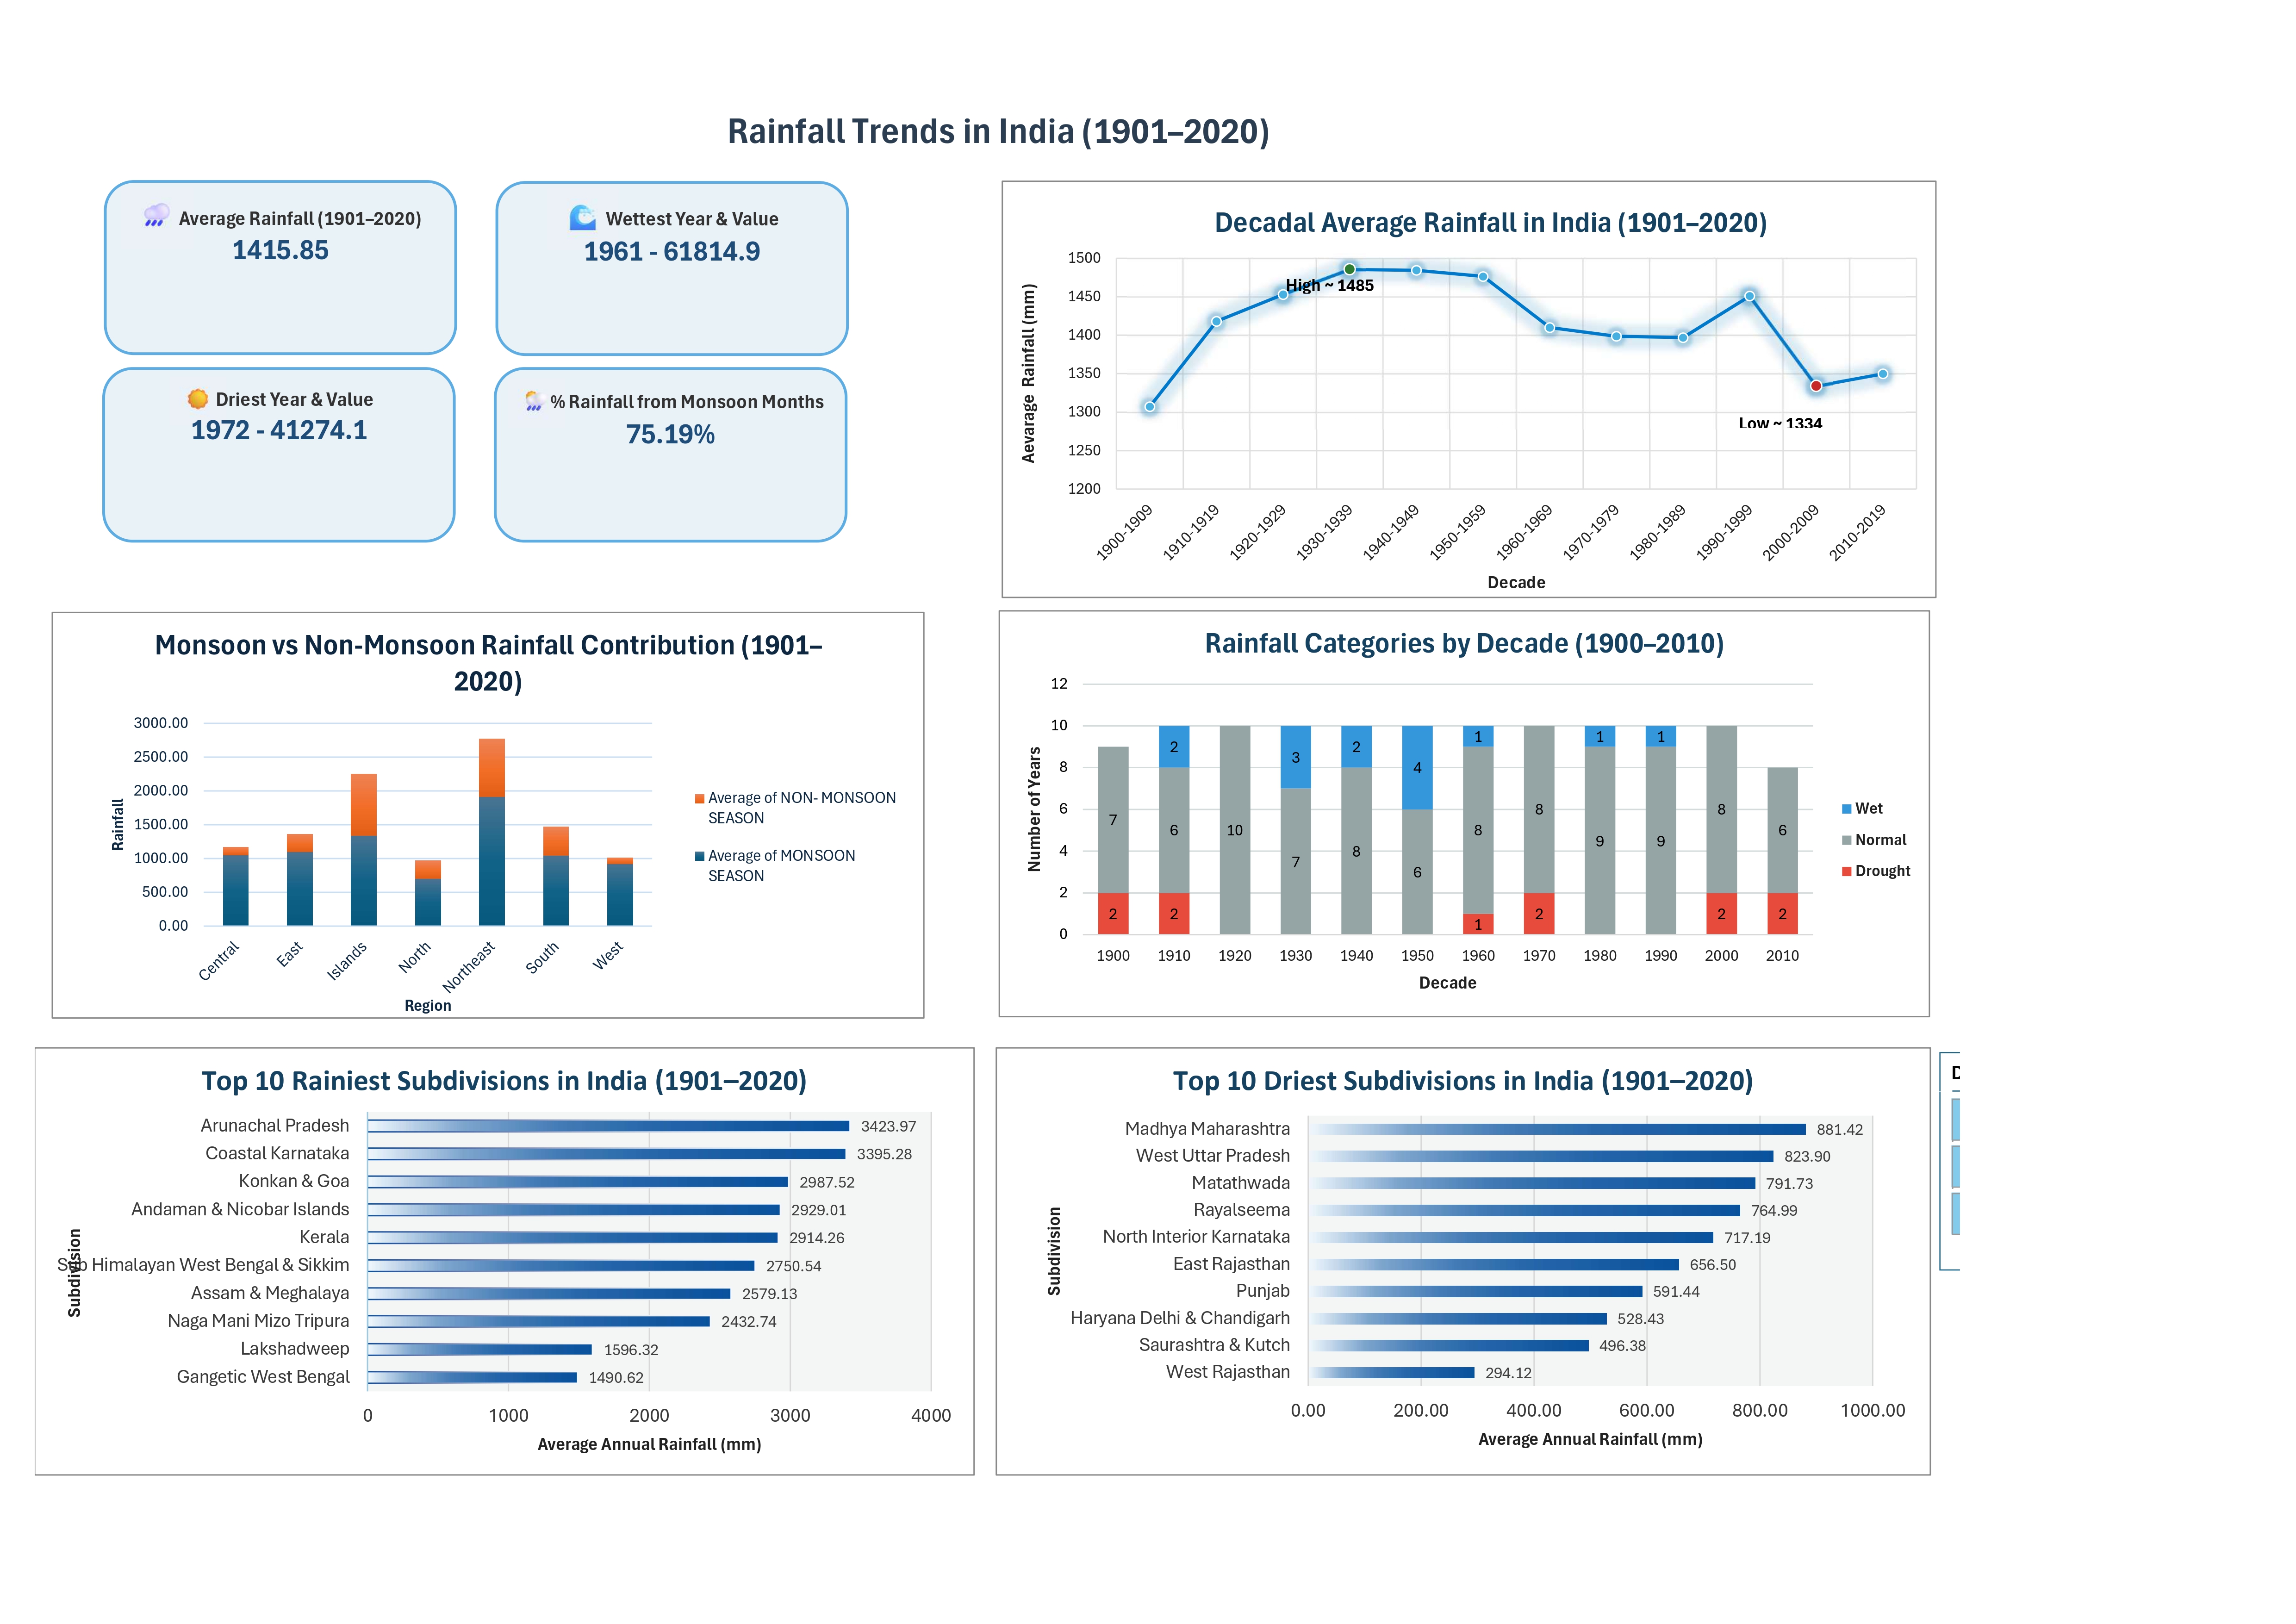 Rainfall Trends in India (1901–2020)
Average Rainfall (1901–2020)
1415.85
Wettest Year & Value
1961 - 61814.9
Driest Year & Value
1972 - 41274.1
% Rainfall from Monsoon Months
75.19%
Decadal Average Rainfall in India (1901–2020)
Aevarage Rainfall (mm)
1500
1450
1400
1350
1300
1250
1200
High ~ 1485
Low ~ 1334
1900-1909
1910-1919
1920-1929
1930-1939
1940-1949
1950-1959
1960-1969
1970-1979
1980-1989
1990-1999
2000-2009
2010-2019
Decade
Monsoon vs Non-Monsoon Rainfall Contribution (1901–
2020)
Rainfall
3000.00
2500.00
2000.00
1500.00
1000.00
500.00
0.00
Central
East
Islands
North
Northeast
South
West
Region
Average of NON- MONSOON
SEASON
Average of MONSOON
SEASON
Rainfall Categories by Decade (1900–2010)
Number of Years
12
10
8
6
4
2
0
2 3 2 4 1 1 1
7 6 10 7 8 6 8 8 9 9 8 6
2 2 1 2 2 2
1900 1910 1920 1930 1940 1950 1960 1970 1980 1990 2000 2010
Decade
Wet
Normal
Drought
Top 10 Rainiest Subdivisions in India (1901–2020)
Subdivision
Arunachal Pradesh 3423.97
Coastal Karnataka 3395.28
Konkan & Goa 2987.52
Andaman & Nicobar Islands 2929.01
Kerala 2914.26
Sub Himalayan West Bengal & Sikkim 2750.54
Assam & Meghalaya 2579.13
Naga Mani Mizo Tripura 2432.74
Lakshadweep 1596.32
Gangetic West Bengal 1490.62
0 1000 2000 3000 4000
Average Annual Rainfall (mm)
Top 10 Driest Subdivisions in India (1901–2020)
Subdivision
Madhya Maharashtra 881.42
West Uttar Pradesh 823.90
Matathwada 791.73
Rayalseema 764.99
North Interior Karnataka 717.19
East Rajasthan 656.50
Punjab 591.44
Haryana Delhi & Chandigarh 528.43
Saurashtra & Kutch 496.38
West Rajasthan 294.12
0.00 200.00 400.00 600.00 800.00 1000.00
Average Annual Rainfall (mm)